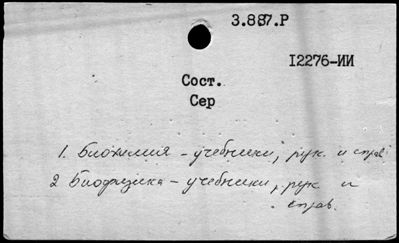 3.887.Р
I2276-ИИ
Сост.
Сер
1. Биохимия – учебники, рук. и справ.
2 Биофизика – учебники, рук. и
справ.